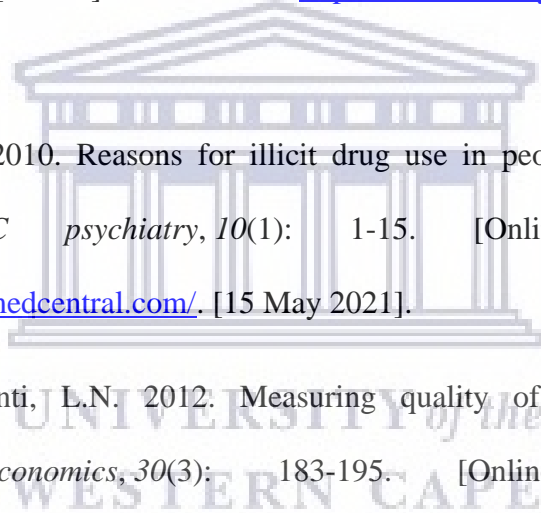 2010. Reasons for illicit drug use in peo
C psychiatry, 10(1): 1-15. [Onli
nedcentral.com/. [15 May 2021].
nti, L.N. 2012. Measuring quality of
UNIVERSITY of the
conomics, 30(3): 183-195. [Onlin
WESTERN CAPE